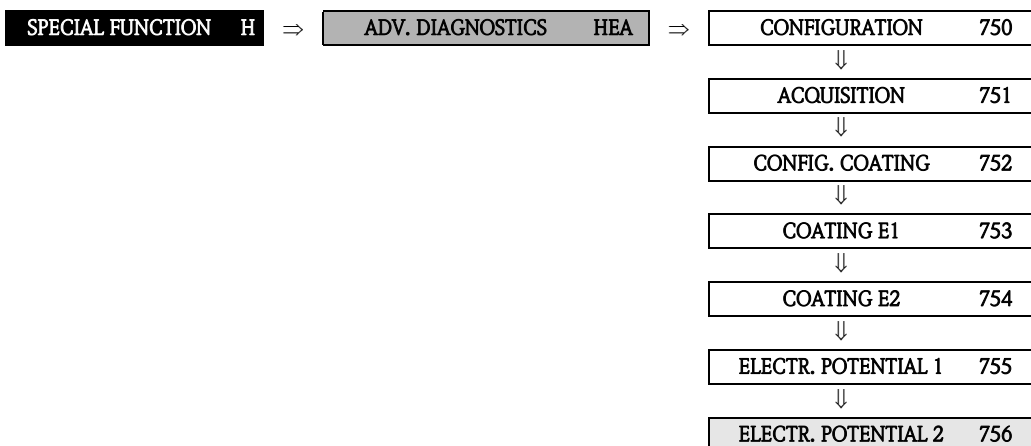 SPECIAL FUNCTION H ⇒ ADV. DIAGNOSTICS HEA ⇒ CONFIGURATION 750
⇓
ACQUISITION 751
⇓
CONFIG. COATING 752
⇓
COATING E1 753
⇓
COATING E2 754
⇓
ELECTR. POTENTIAL 1 755
⇓
ELECTR. POTENTIAL 2 756